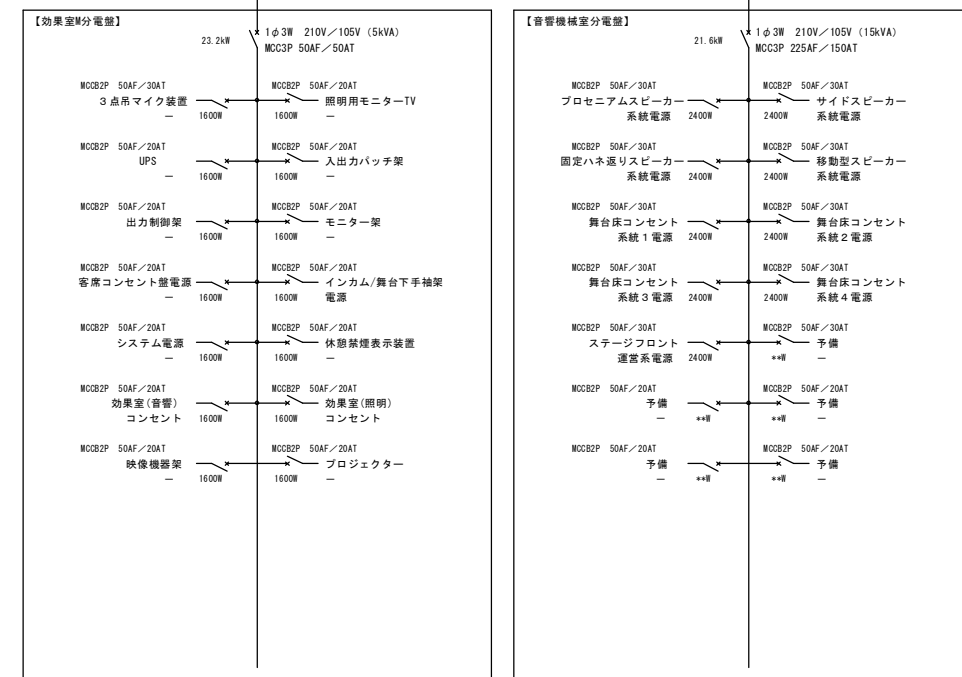 【効果室M分電盤】
23.2kW
1φ3W 210V/105V (5kVA)
MCC3P 50AF/50AT
MCCB2P 50AF/30AT
3点吊マイク装置
— 1600W
MCCB2P 50AF/20AT
照明用モニターTV
1600W —
MCCB2P 50AF/20AT
UPS
— 1600W
MCCB2P 50AF/20AT
入出力パッチ架
1600W —
MCCB2P 50AF/20AT
出力制御架
— 1600W
MCCB2P 50AF/20AT
モニター架
1600W —
MCCB2P 50AF/20AT
客席コンセント盤電源
— 1600W
MCCB2P 50AF/20AT
インカム/舞台下手袖架
1600W 電源
MCCB2P 50AF/20AT
システム電源
— 1600W
MCCB2P 50AF/20AT
休憩禁煙表示装置
1600W —
MCCB2P 50AF/20AT
効果室(音響)
コンセント 1600W
MCCB2P 50AF/20AT
効果室(照明)
1600W コンセント
MCCB2P 50AF/20AT
映像機器架
— 1600W
MCCB2P 50AF/20AT
プロジェクター
1600W —
【音響機械室分電盤】
21.6kW
1φ3W 210V/105V (15kVA)
MCC3P 225AF/150AT
MCCB2P 50AF/30AT
プロセニアムスピーカー
系統電源 2400W
MCCB2P 50AF/30AT
サイドスピーカー
2400W 系統電源
MCCB2P 50AF/30AT
固定ハネ返りスピーカー
系統電源 2400W
MCCB2P 50AF/30AT
移動型スピーカー
2400W 系統電源
MCCB2P 50AF/30AT
舞台床コンセント
系統1電源 2400W
MCCB2P 50AF/30AT
舞台床コンセント
2400W 系統2電源
MCCB2P 50AF/30AT
舞台床コンセント
系統3電源 2400W
MCCB2P 50AF/30AT
舞台床コンセント
2400W 系統4電源
MCCB2P 50AF/30AT
ステージフロント
運営系電源 2400W
MCCB2P 50AF/30AT
予備
**W —
MCCB2P 50AF/20AT
予備
— **W
MCCB2P 50AF/20AT
予備
**W —
MCCB2P 50AF/20AT
予備
— **W
MCCB2P 50AF/20AT
予備
**W —